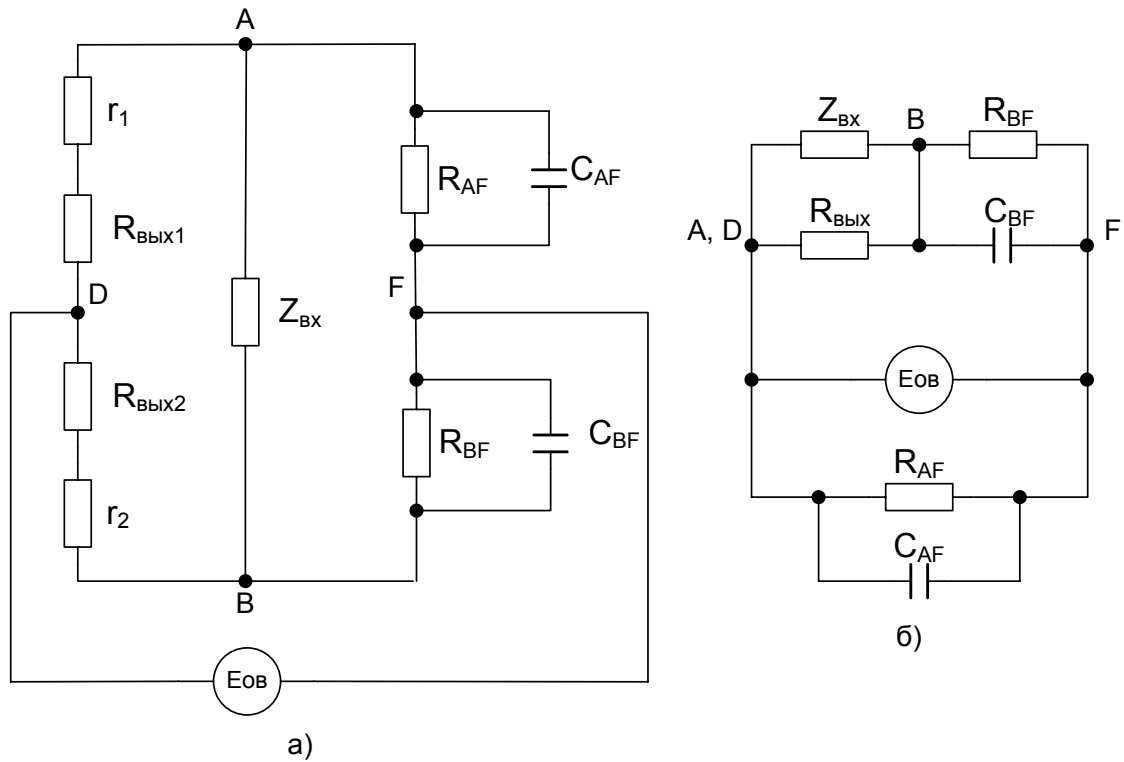 A
r₁
Rвых1
D
Rвых2
r₂
Zвх
B
F
RAF
CAF
RBF
CBF
Eов
а)
Zвх
B
RBF
A, D
Rвых
CBF
F
Eов
RAF
CAF
б)